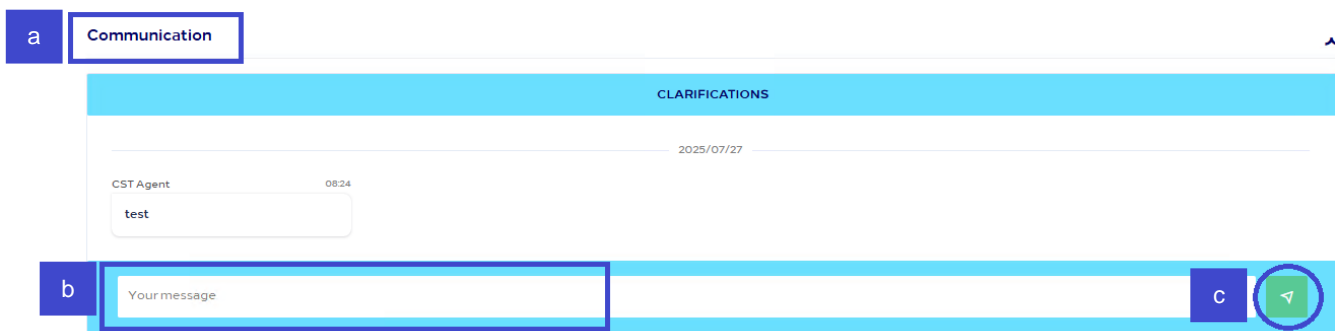 a
Communication
CLARIFICATIONS
2025/07/27
CST Agent 08:24
test
b
Your message
c